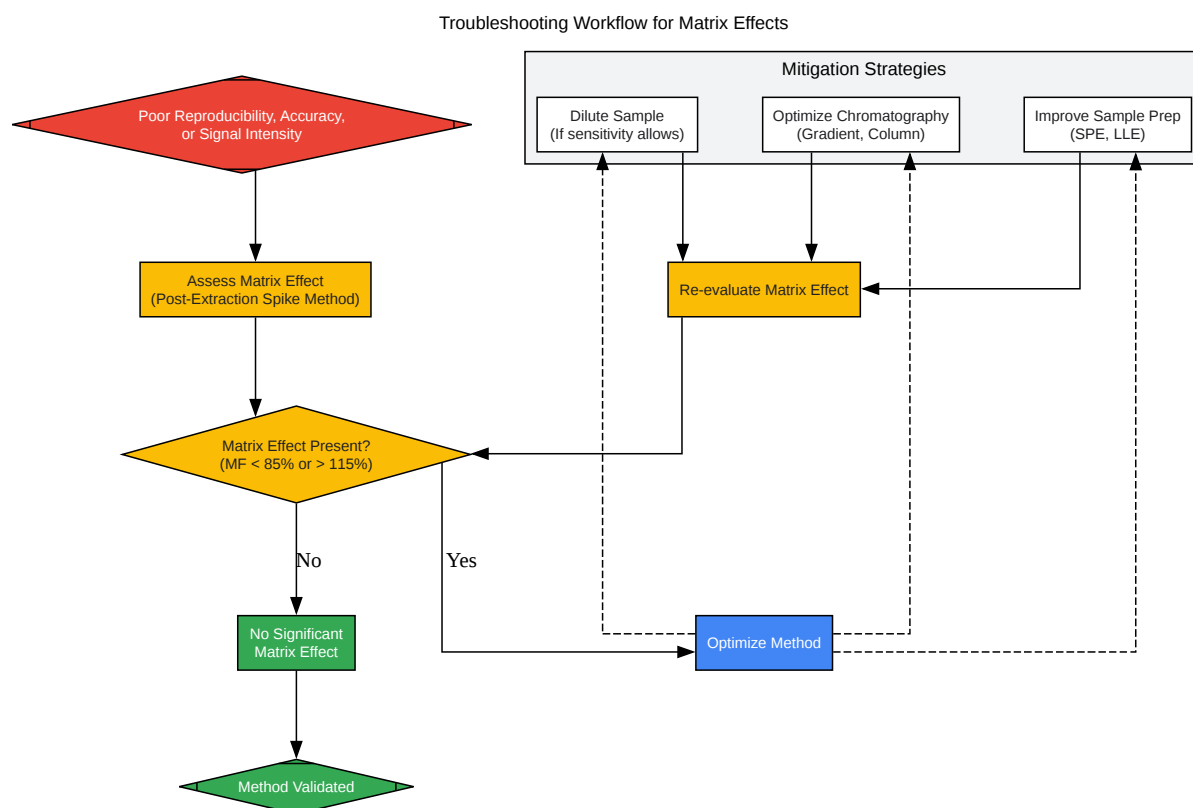 Troubleshooting Workflow for Matrix Effects
Mitigation Strategies
Poor Reproducibility, Accuracy,
or Signal Intensity
Dilute Sample
(If sensitivity allows)
Optimize Chromatography
(Gradient, Column)
Improve Sample Prep
(SPE, LLE)
Assess Matrix Effect
(Post-Extraction Spike Method)
Re-evaluate Matrix Effect
Matrix Effect Present?
(MF < 85% or > 115%)
No
Yes
No Significant
Matrix Effect
Optimize Method
Method Validated